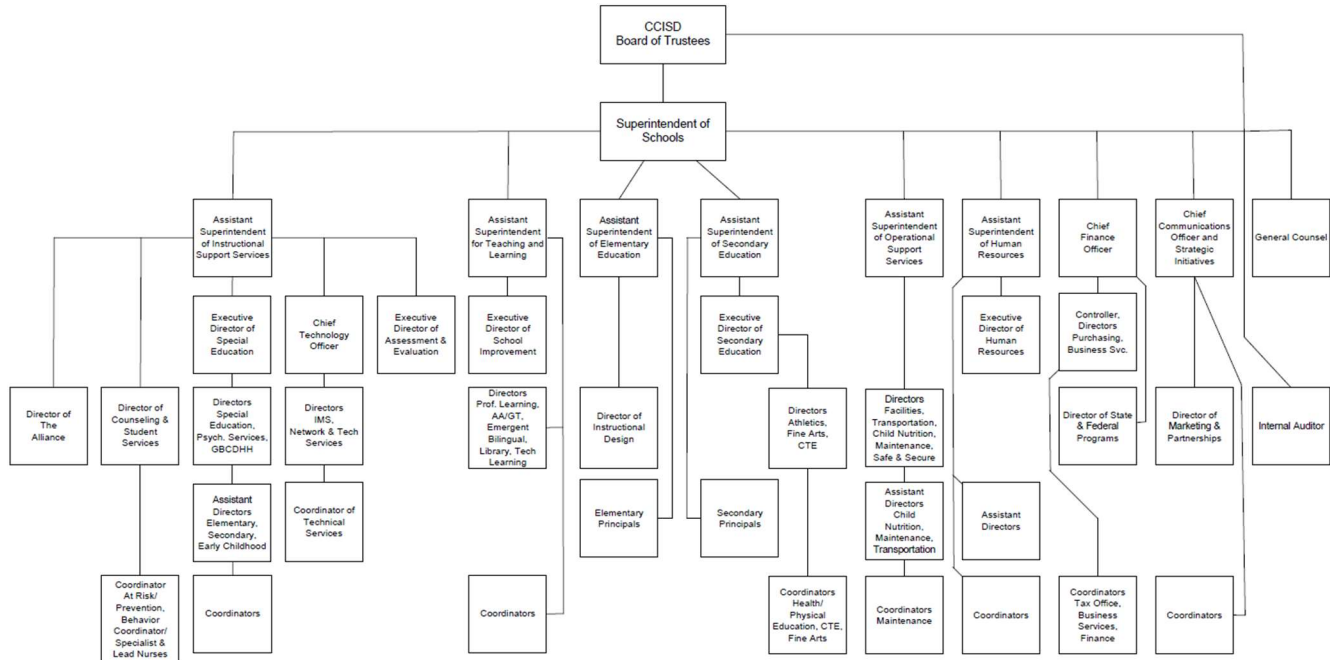 CCISD
Board of Trustees
Superintendent of
Schools
Assistant
Superintendent
of Instructional
Support Services
Assistant
Superintendent
for Teaching and
Learning
Assistant
Superintendent
of Elementary
Education
Assistant
Superintendent
of Secondary
Education
Assistant
Superintendent
of Operational
Support
Services
Assistant
Superintendent
of Human
Resources
Chief
Finance
Officer
Chief
Communications
Officer and
Strategic
Initiatives
General Counsel
Executive
Director of
Special
Education
Chief
Technology
Officer
Executive
Director of
Assessment &
Evaluation
Executive
Director of
School
Improvement
Executive
Director of
Secondary
Education
Executive
Director of
Human
Resources
Controller,
Directors
Purchasing,
Business Svc.
Director of
The
Alliance
Director of
Counseling &
Student
Services
Directors
Special
Education,
Psych. Services,
GBCDHH
Directors
IMS,
Network & Tech
Services
Directors
Prof. Learning,
AA/GT,
Emergent
Bilingual,
Library, Tech
Learning
Director of
Instructional
Design
Directors
Athletics,
Fine Arts,
CTE
Directors
Facilities,
Transportation,
Child Nutrition,
Maintenance,
Safe & Secure
Director of State
& Federal
Programs
Director of
Marketing &
Partnerships
Internal Auditor
Assistant
Directors
Elementary,
Secondary,
Early Childhood
Coordinator of
Technical
Services
Elementary
Principals
Secondary
Principals
Assistant
Directors
Child
Nutrition,
Maintenance,
Transportation
Assistant
Directors
Coordinator
At Risk/
Prevention,
Behavior
Coordinator/
Specialist &
Lead Nurses
Coordinators
Coordinators
Coordinators
Health/
Physical
Education, CTE,
Fine Arts
Coordinators
Maintenance
Coordinators
Coordinators
Tax Office,
Business
Services,
Finance
Coordinators